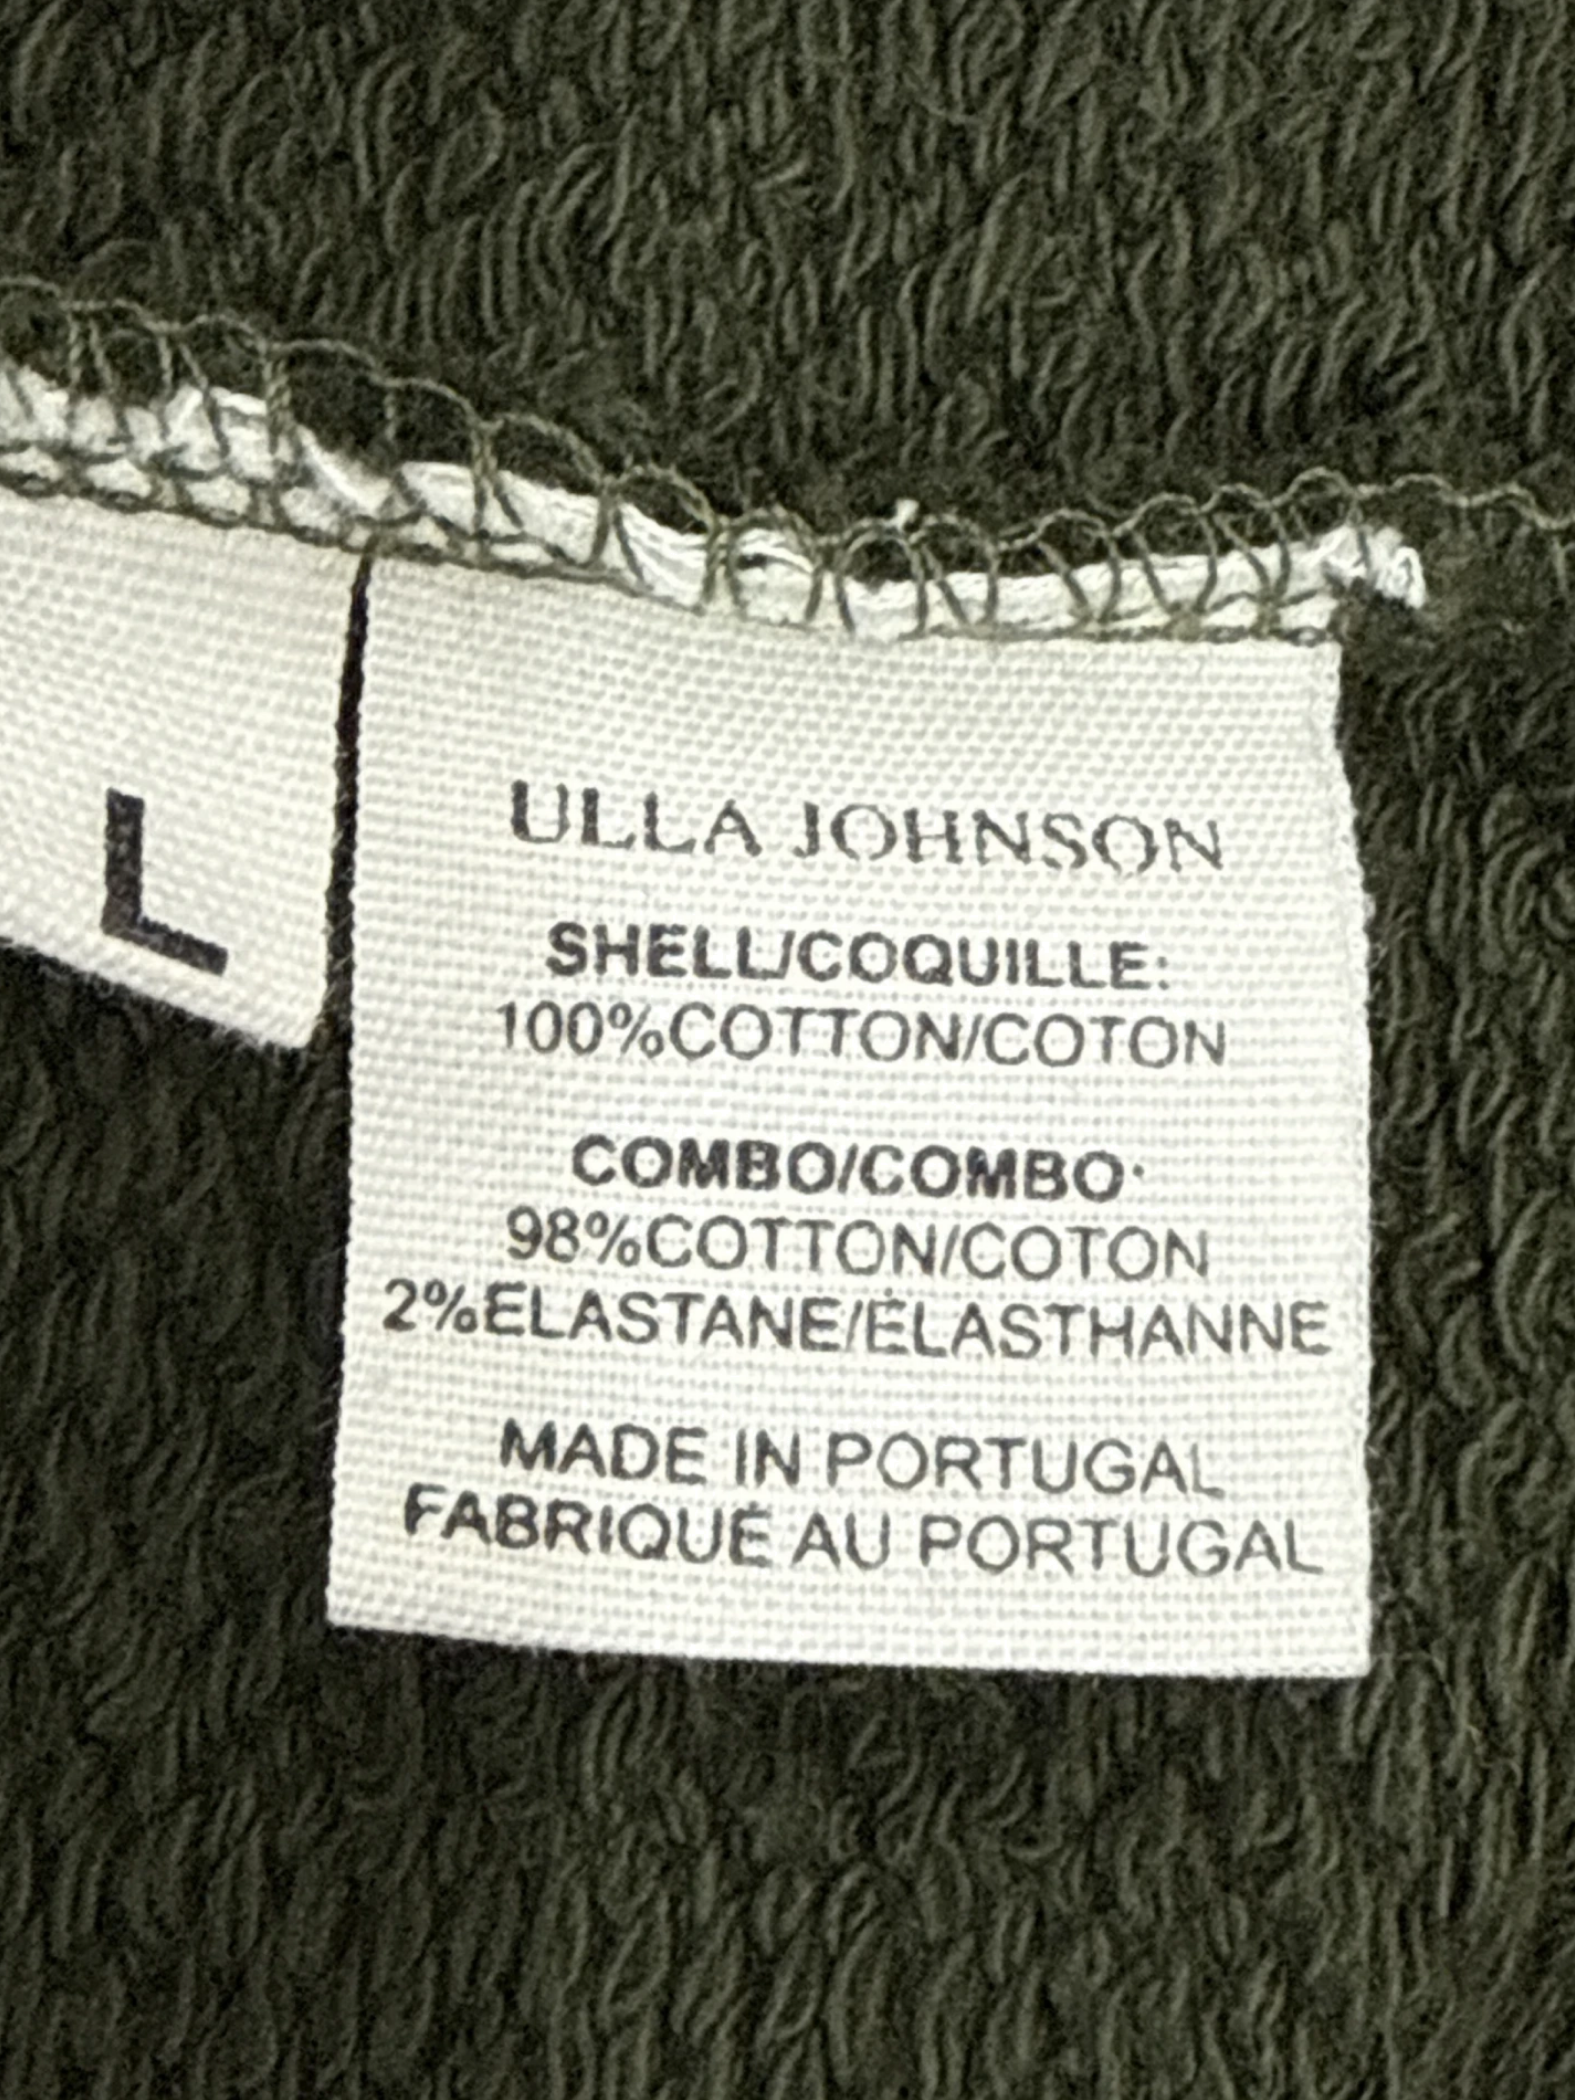 L
ULLA JOHNSON
SHELL/COQUILLE:
100%COTTON/COTON
COMBO/COMBO:
98%COTTON/COTON
2%ELASTANE/ÉLASTHANNE
MADE IN PORTUGAL
FABRIQUÉ AU PORTUGAL